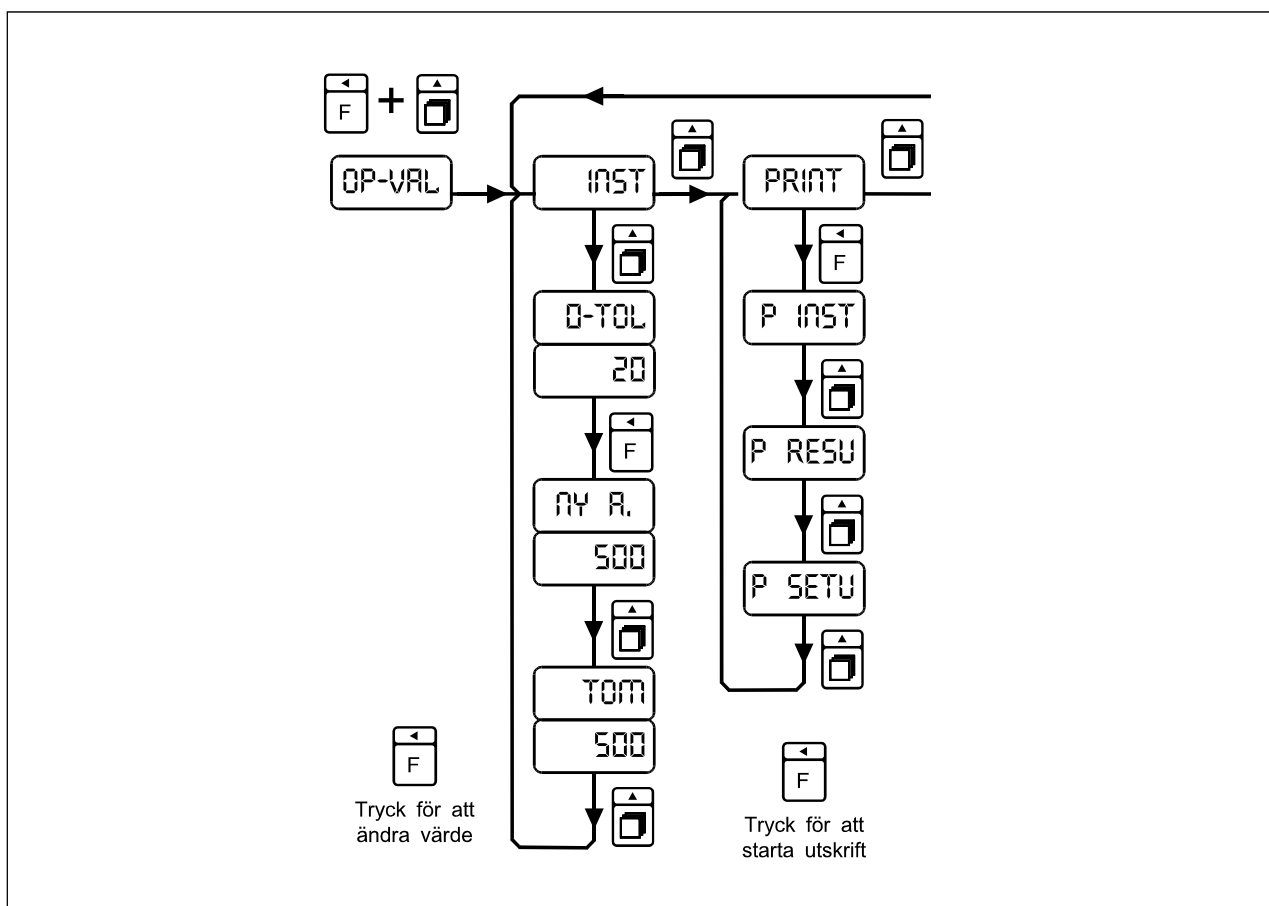 F + 
OP-VAL
INST
PRINT
F
0-TOL
20
P INST
F
NY A.
500
P RESU
TOM
500
P SETU
F
Tryck för att
ändra värde
F
Tryck för att
starta utskrift